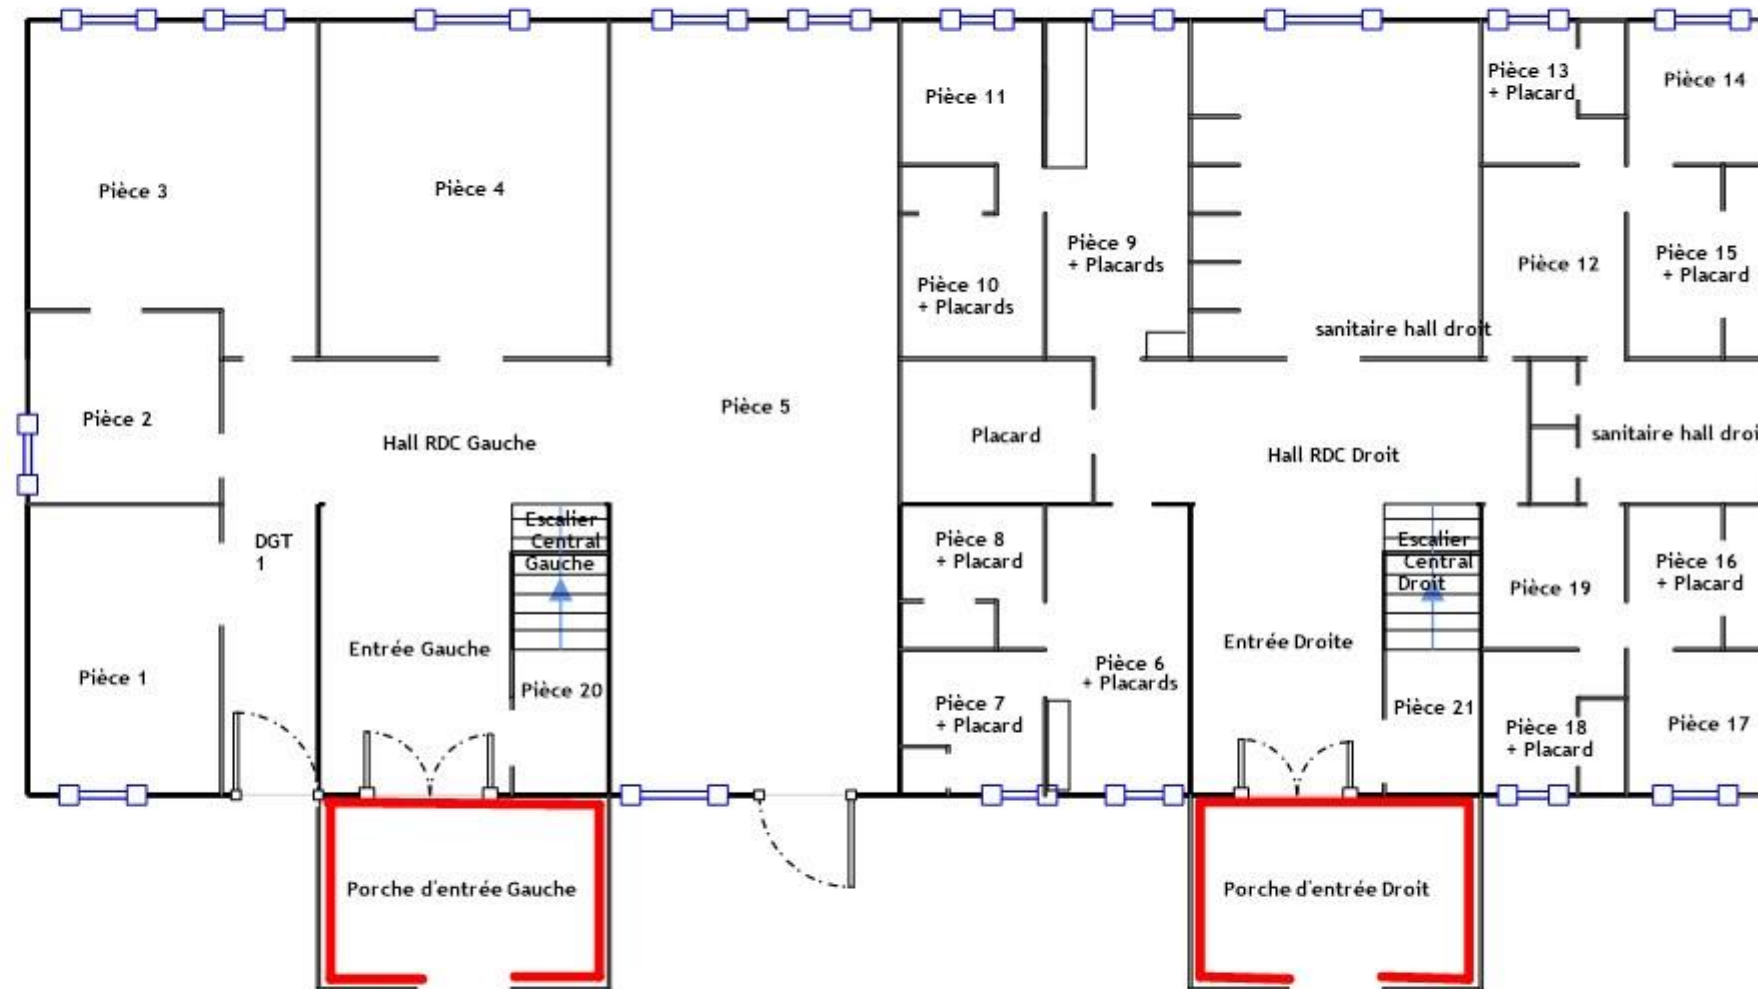 Pièce 11
Pièce 13
+ Placard
Pièce 14
Pièce 3
Pièce 4
Pièce 9
+ Placards
Pièce 10
+ Placards
Pièce 12
Pièce 15
+ Placard
sanitaire hall droit
Pièce 2
Pièce 5
Hall RDC Gauche
Placard
Hall RDC Droit
sanitaire hall droi
DGT
1
Escalier
Central
Gauche
Pièce 8
+ Placard
Escalier
Central
Droit
Pièce 19
Pièce 16
+ Placard
Entrée Gauche
Entrée Droite
Pièce 1
Pièce 20
Pièce 6
+ Placards
Pièce 7
+ Placard
Pièce 21
Pièce 18
+ Placard
Pièce 17
Porche d'entrée Gauche
Porche d'entrée Droit